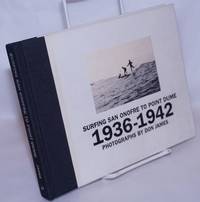 SURFING SAN ONOFRE TO POINT DUME
1936-1942
PHOTOGRAPHS BY DON JAMES